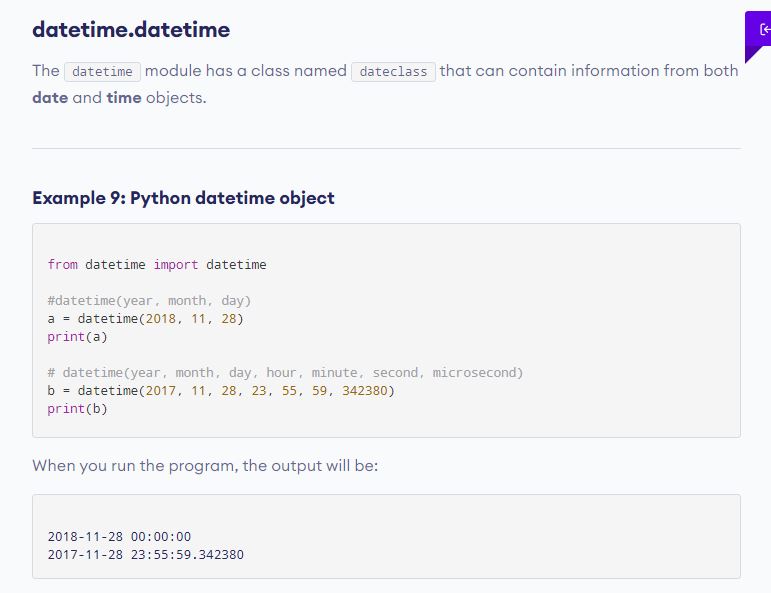 datetime.datetime
The datetime module has a class named dateclass that can contain information from both
date and time objects.
Example 9: Python datetime object
from datetime import datetime
#datetime(year, month, day)
a = datetime(2018, 11, 28)
print(a)
# datetime(year, month, day, hour, minute, second, microsecond)
b = datetime(2017, 11, 28, 23, 55, 59, 342380)
print(b)
When you run the program, the output will be:
2018-11-28 00:00:00
2017-11-28 23:55:59.342380